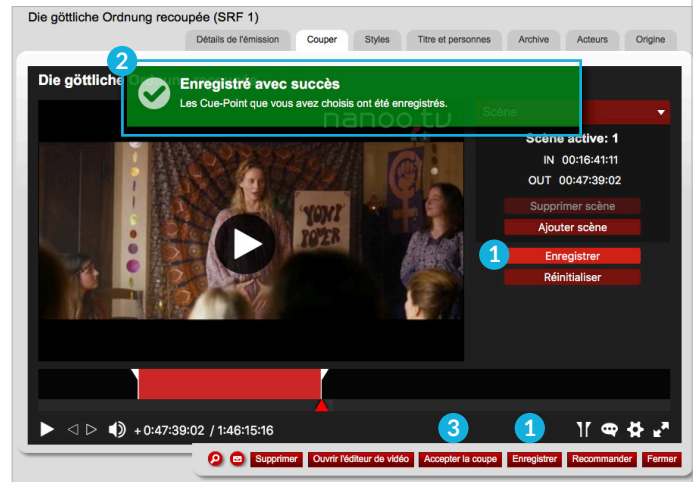 Die göttliche Ordnung recoupée (SRF 1)
Détails de l'émission Couper Styles Titre et personnes Archive Acteurs Origine
2
Die göttliche Ordnung recoupée
Enregistré avec succès
Les Cue-Point que vous avez choisis ont été enregistrés.
nanoo.tv
Scène
Scène active: 1
IN 00:16:41:11
OUT 00:47:39:02
Supprimer scène
Ajouter scène
1 Enregistrer
Réinitialiser
YONI
POWER
+ 0:47:39:02 / 1:46:15:16
3 1
Supprimer Ouvrir l'éditeur de vidéo Accepter la coupe Enregistrer Recommander Fermer